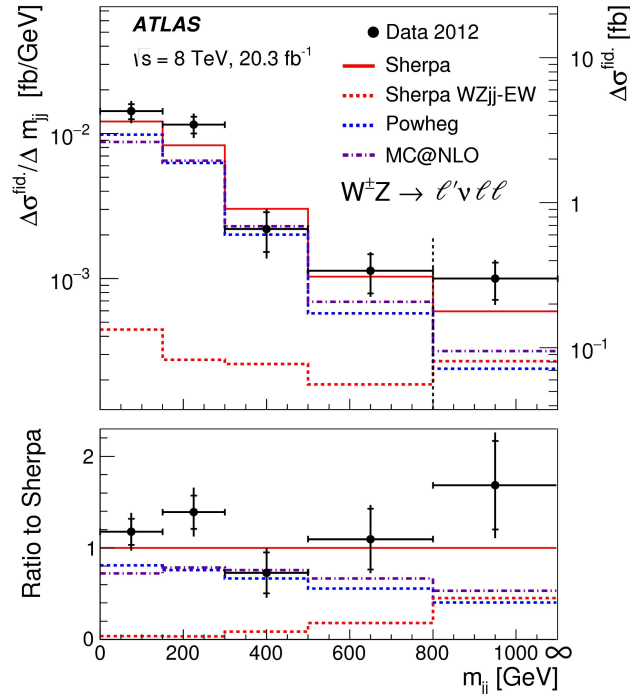 ATLAS
√s = 8 TeV, 20.3 fb⁻¹
Data 2012
Sherpa
Sherpa WZjj-EW
Powheg
MC@NLO
W±Z → ℓ′ν ℓℓ
Δσ^fid./Δ m_jj [fb/GeV]
10⁻²
10⁻³
Δσ^fid. [fb]
10
1
10⁻¹
Ratio to Sherpa
2
1
0
0 200 400 600 800 1000 ∞
m_jj [GeV]